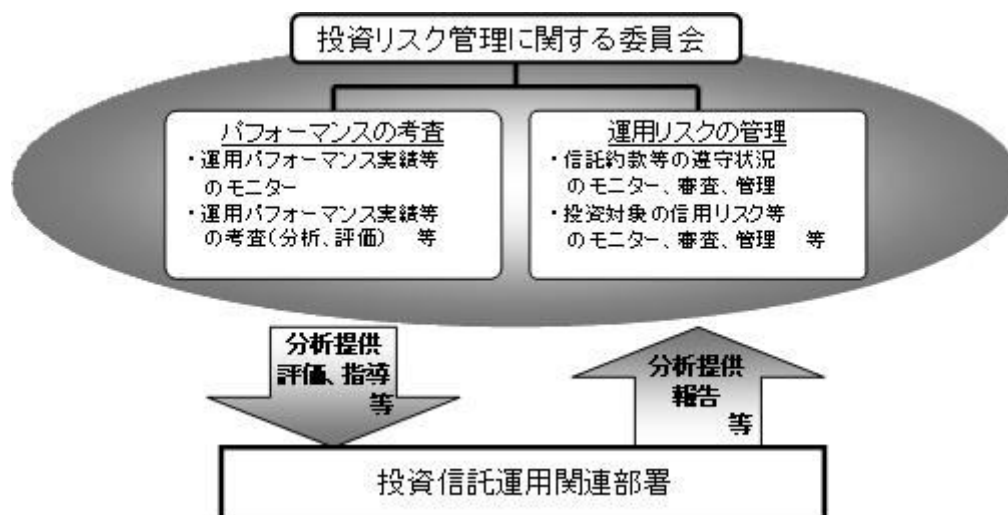 投資リスク管理に関する委員会
パフォーマンスの考査
・運用パフォーマンス実績等
のモニター
・運用パフォーマンス実績等
の考査(分析、評価) 等
運用リスクの管理
・信託約款等の遵守状況
のモニター、審査、管理
・投資対象の信用リスク等
のモニター、審査、管理 等
分析提供
評価、指導
等
分析提供
報告
等
投資信託運用関連部署